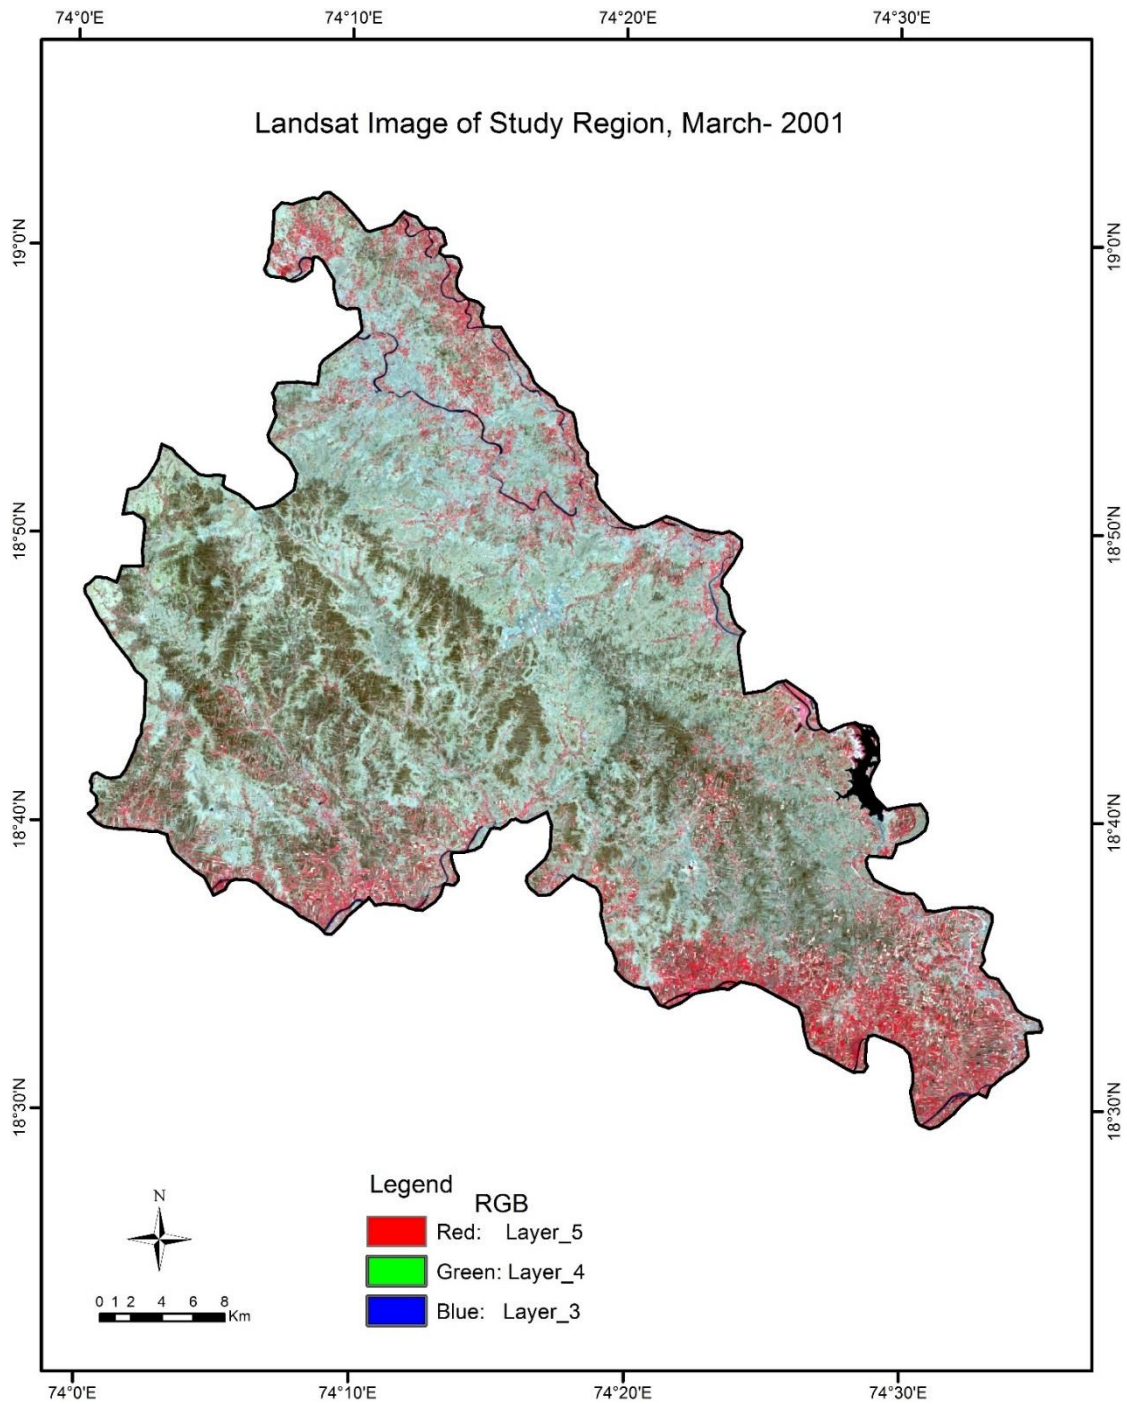 74°0'E 74°10'E 74°20'E 74°30'E
Landsat Image of Study Region, March- 2001
19°0'N 19°0'N
18°50'N 18°50'N
18°40'N 18°40'N
18°30'N 18°30'N
Legend
RGB
N
Red: Layer_5
Green: Layer_4
Blue: Layer_3
0 1 2 4 6 8
Km
74°0'E 74°10'E 74°20'E 74°30'E